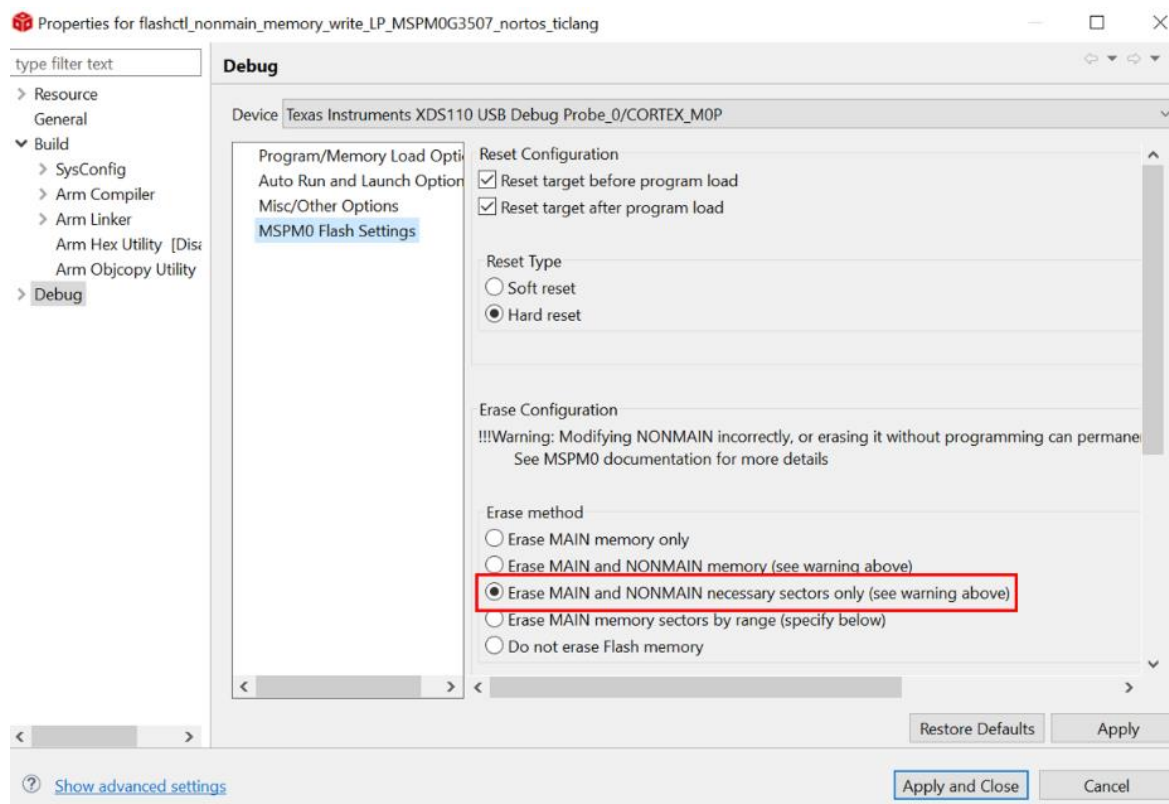 Properties for flashctl_nonmain_memory_write_LP_MSPM0G3507_nortos_ticlang
type filter text
Resource
General
Build
SysConfig
Arm Compiler
Arm Linker
Arm Hex Utility [Disa
Arm Objcopy Utility
Debug
Debug
Device Texas Instruments XDS110 USB Debug Probe_0/CORTEX_M0P
Program/Memory Load Opti
Auto Run and Launch Option
Misc/Other Options
MSPM0 Flash Settings
Reset Configuration
Reset target before program load
Reset target after program load
Reset Type
Soft reset
Hard reset
Erase Configuration
!!!Warning: Modifying NONMAIN incorrectly, or erasing it without programming can permane
See MSPM0 documentation for more details
Erase method
Erase MAIN memory only
Erase MAIN and NONMAIN memory (see warning above)
Erase MAIN and NONMAIN necessary sectors only (see warning above)
Erase MAIN memory sectors by range (specify below)
Do not erase Flash memory
Restore Defaults
Apply
Show advanced settings
Apply and Close
Cancel